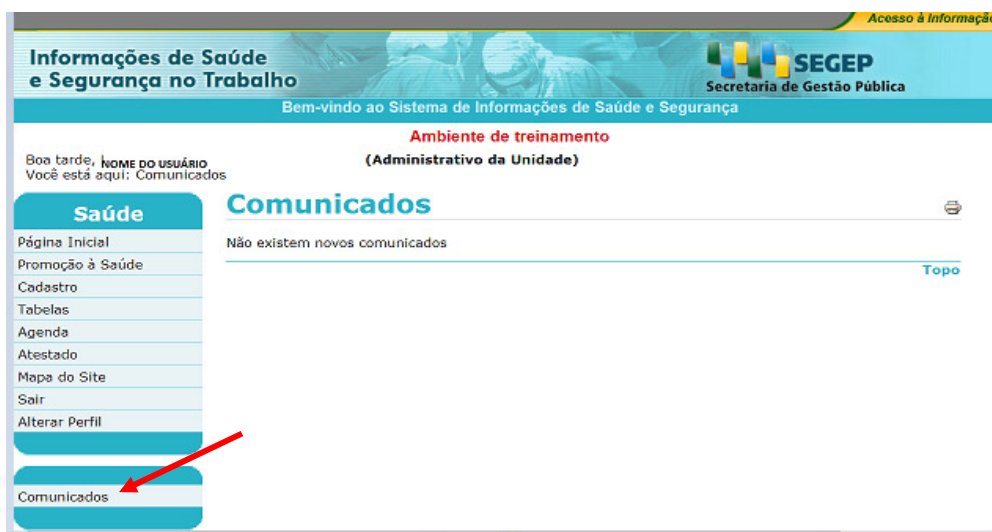 Acesso à Informação
Informações de Saúde
e Segurança no Trabalho
SEGEP
Secretaria de Gestão Pública
Bem-vindo ao Sistema de Informações de Saúde e Segurança
Ambiente de treinamento
Boa tarde, NOME DO USUÁRIO
(Administrativo da Unidade)
Você está aqui: Comunicados
Saúde
Página Inicial
Promoção à Saúde
Cadastro
Tabelas
Agenda
Atestado
Mapa do Site
Sair
Alterar Perfil
Comunicados
Comunicados
Não existem novos comunicados
Topo